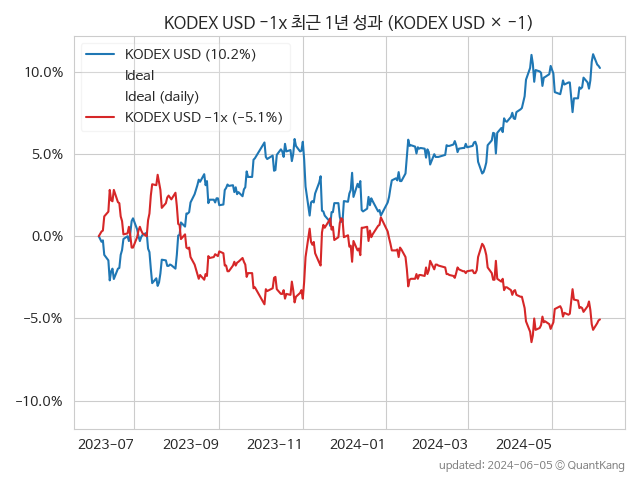 KODEX USD −1x 최근 1년 성과 (KODEX USD × −1)
KODEX USD (10.2%)
Ideal
Ideal (daily)
KODEX USD −1x (−5.1%)
10.0%
5.0%
0.0%
−5.0%
−10.0%
2023-07 2023-09 2023-11 2024-01 2024-03 2024-05
updated: 2024-06-05 © QuantKang